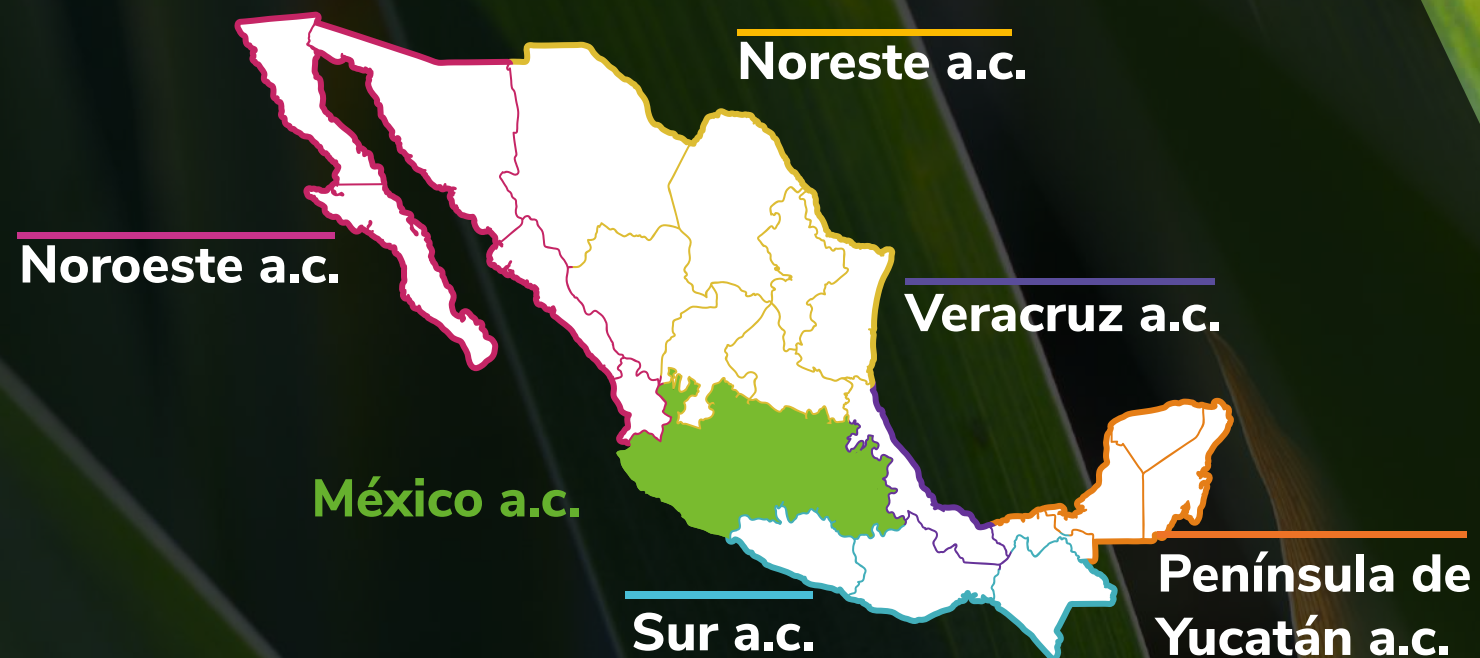 Noreste a.c.
Noroeste a.c.
Veracruz a.c.
México a.c.
Península de
Yucatán a.c.
Sur a.c.